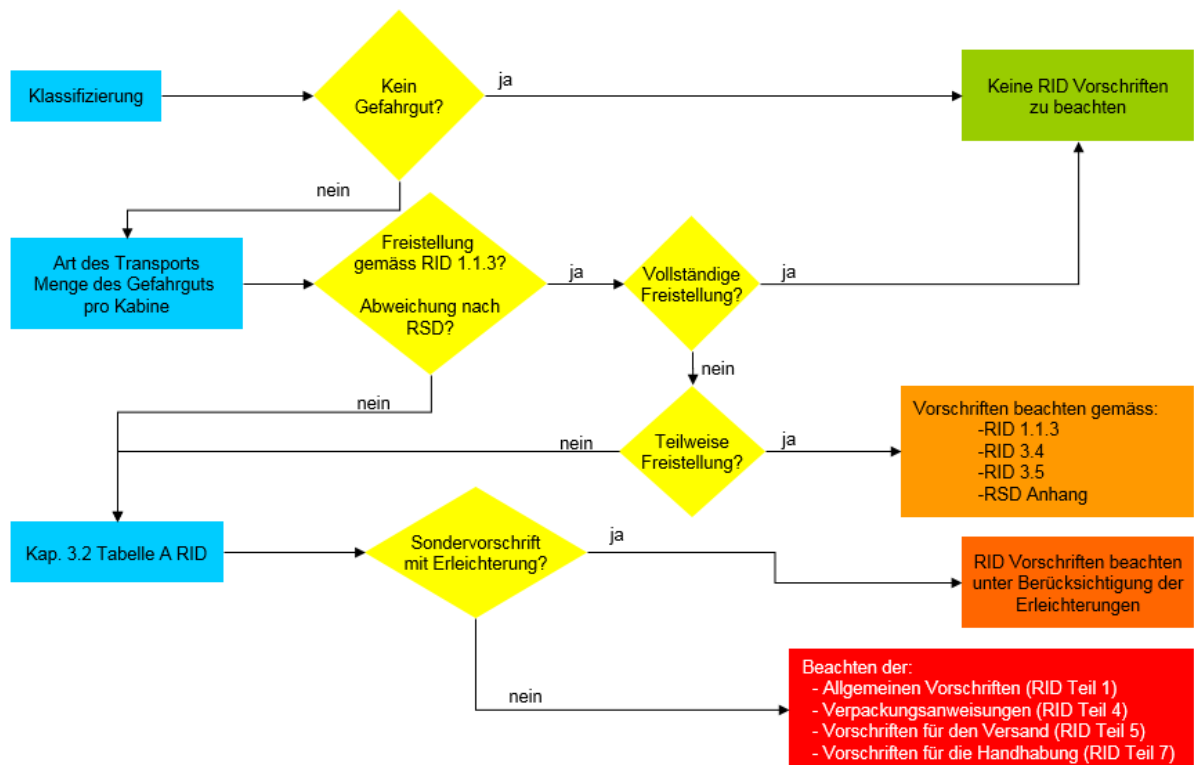 Klassifizierung
Kein
Gefahrgut?
ja
Keine RID Vorschriften
zu beachten
nein
Art des Transports
Menge des Gefahrguts
pro Kabine
Freistellung
gemäss RID 1.1.3?
Abweichung nach
RSD?
ja
Vollständige
Freistellung?
ja
nein
nein
Teilweise
Freistellung?
nein
ja
Vorschriften beachten gemäss:
-RID 1.1.3
-RID 3.4
-RID 3.5
-RSD Anhang
Kap. 3.2 Tabelle A RID
Sondervorschrift
mit Erleichterung?
ja
RID Vorschriften beachten
unter Berücksichtigung der
Erleichterungen
nein
Beachten der:
- Allgemeinen Vorschriften (RID Teil 1)
- Verpackungsanweisungen (RID Teil 4)
- Vorschriften für den Versand (RID Teil 5)
- Vorschriften für die Handhabung (RID Teil 7)